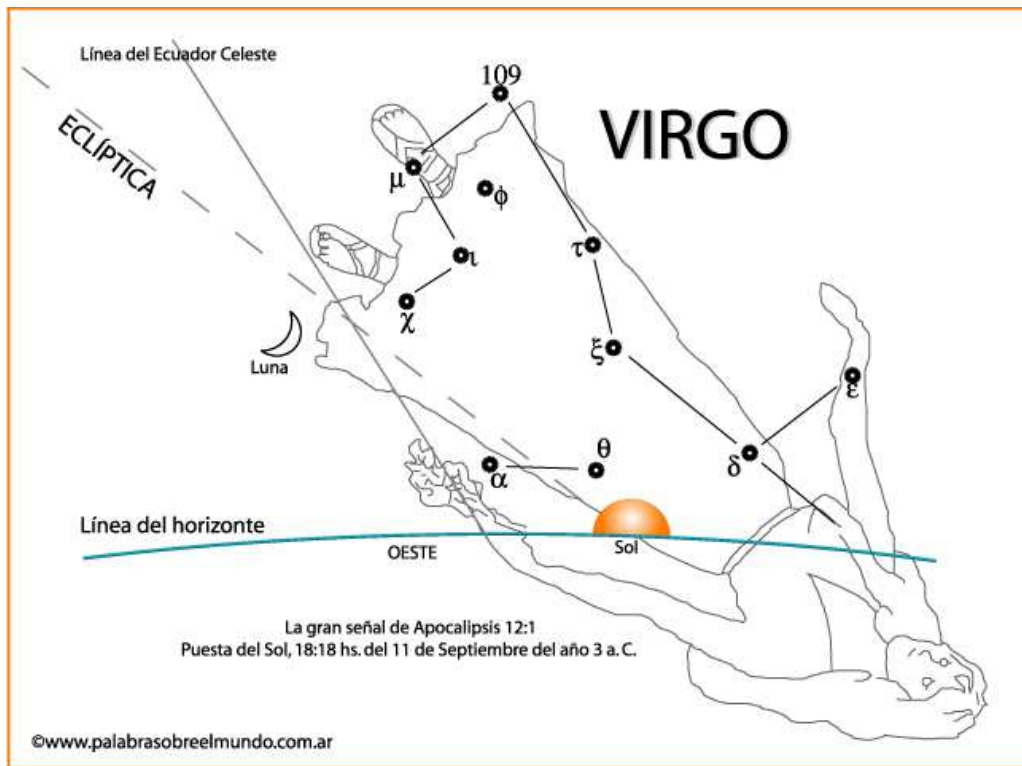 Línea del Ecuador Celeste
109
VIRGO
ECLÍPTICA
μ
ϕ
τ
ι
χ
ξ
Luna
ε
δ
θ
α
Línea del horizonte
OESTE
Sol
La gran señal de Apocalipsis 12:1
Puesta del Sol, 18:18 hs. del 11 de Septiembre del año 3 a. C.
©www.palabrasobreelmundo.com.ar